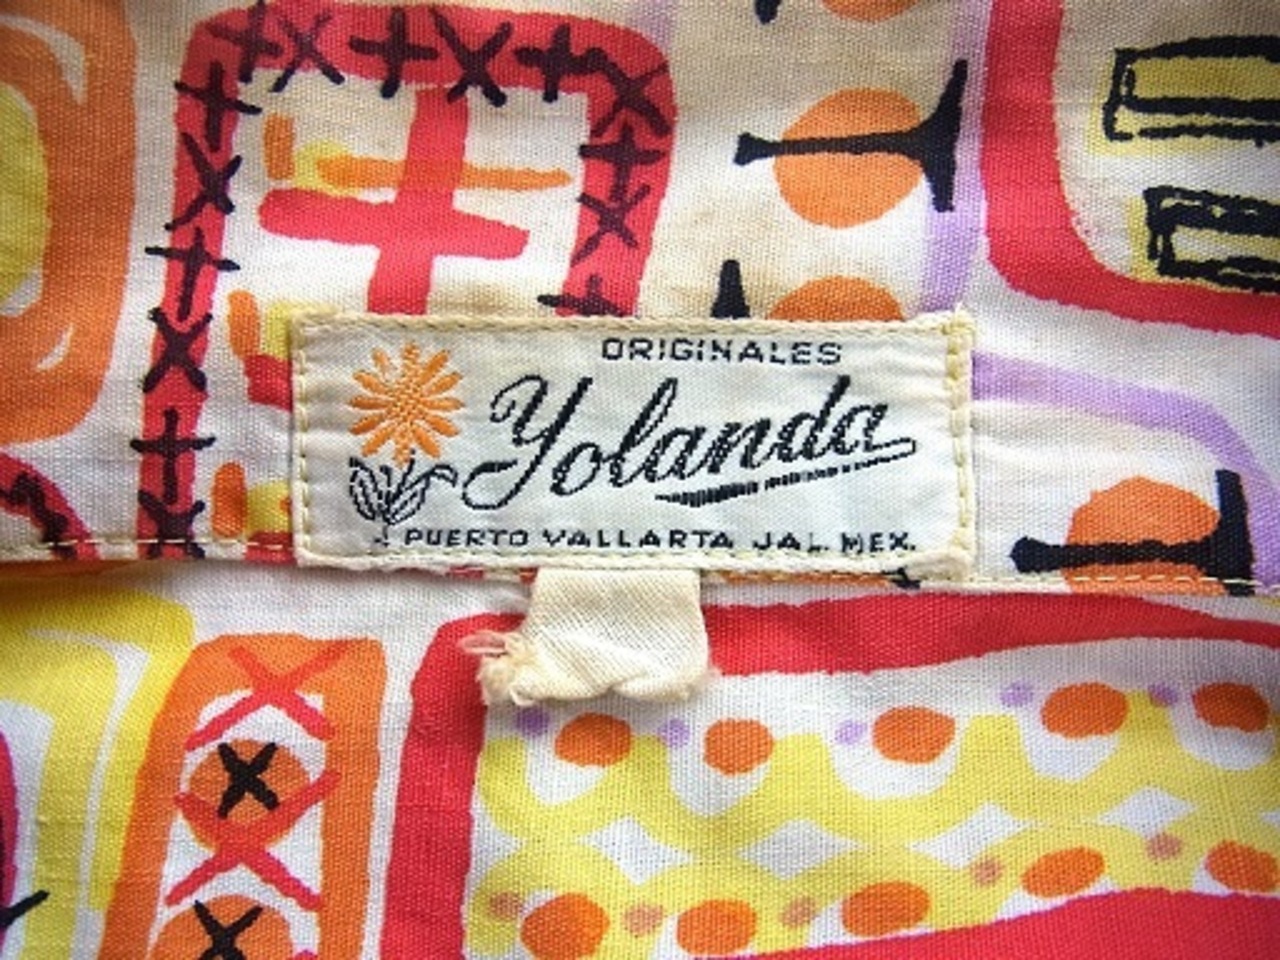 ORIGINALES
Yolanda
PUERTO VALLARTA JAL. MEX.